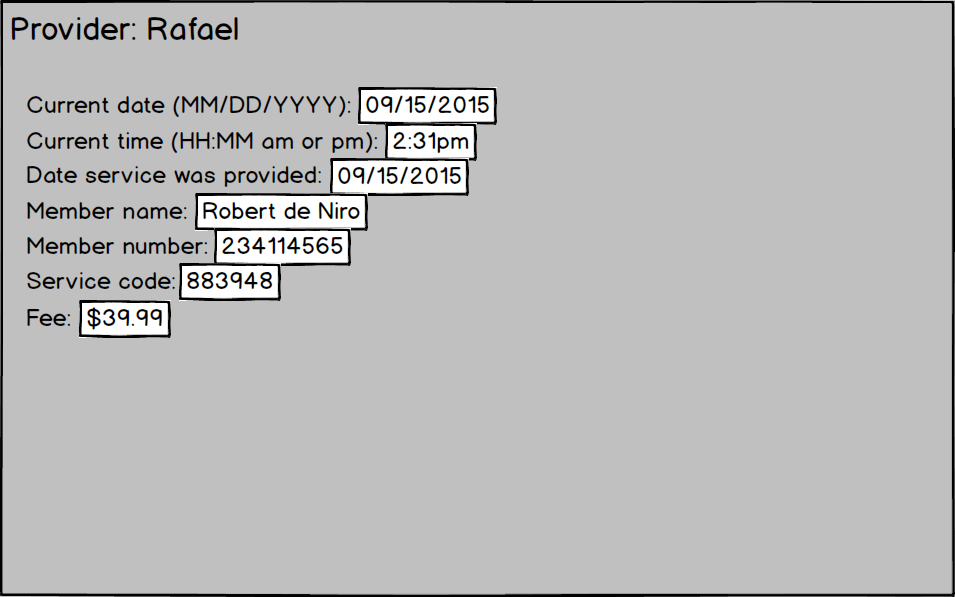 Provider: Rafael
Current date (MM/DD/YYYY): 09/15/2015
Current time (HH:MM am or pm): 2:31pm
Date service was provided: 09/15/2015
Member name: Robert de Niro
Member number: 234114565
Service code: 883948
Fee: $39.99